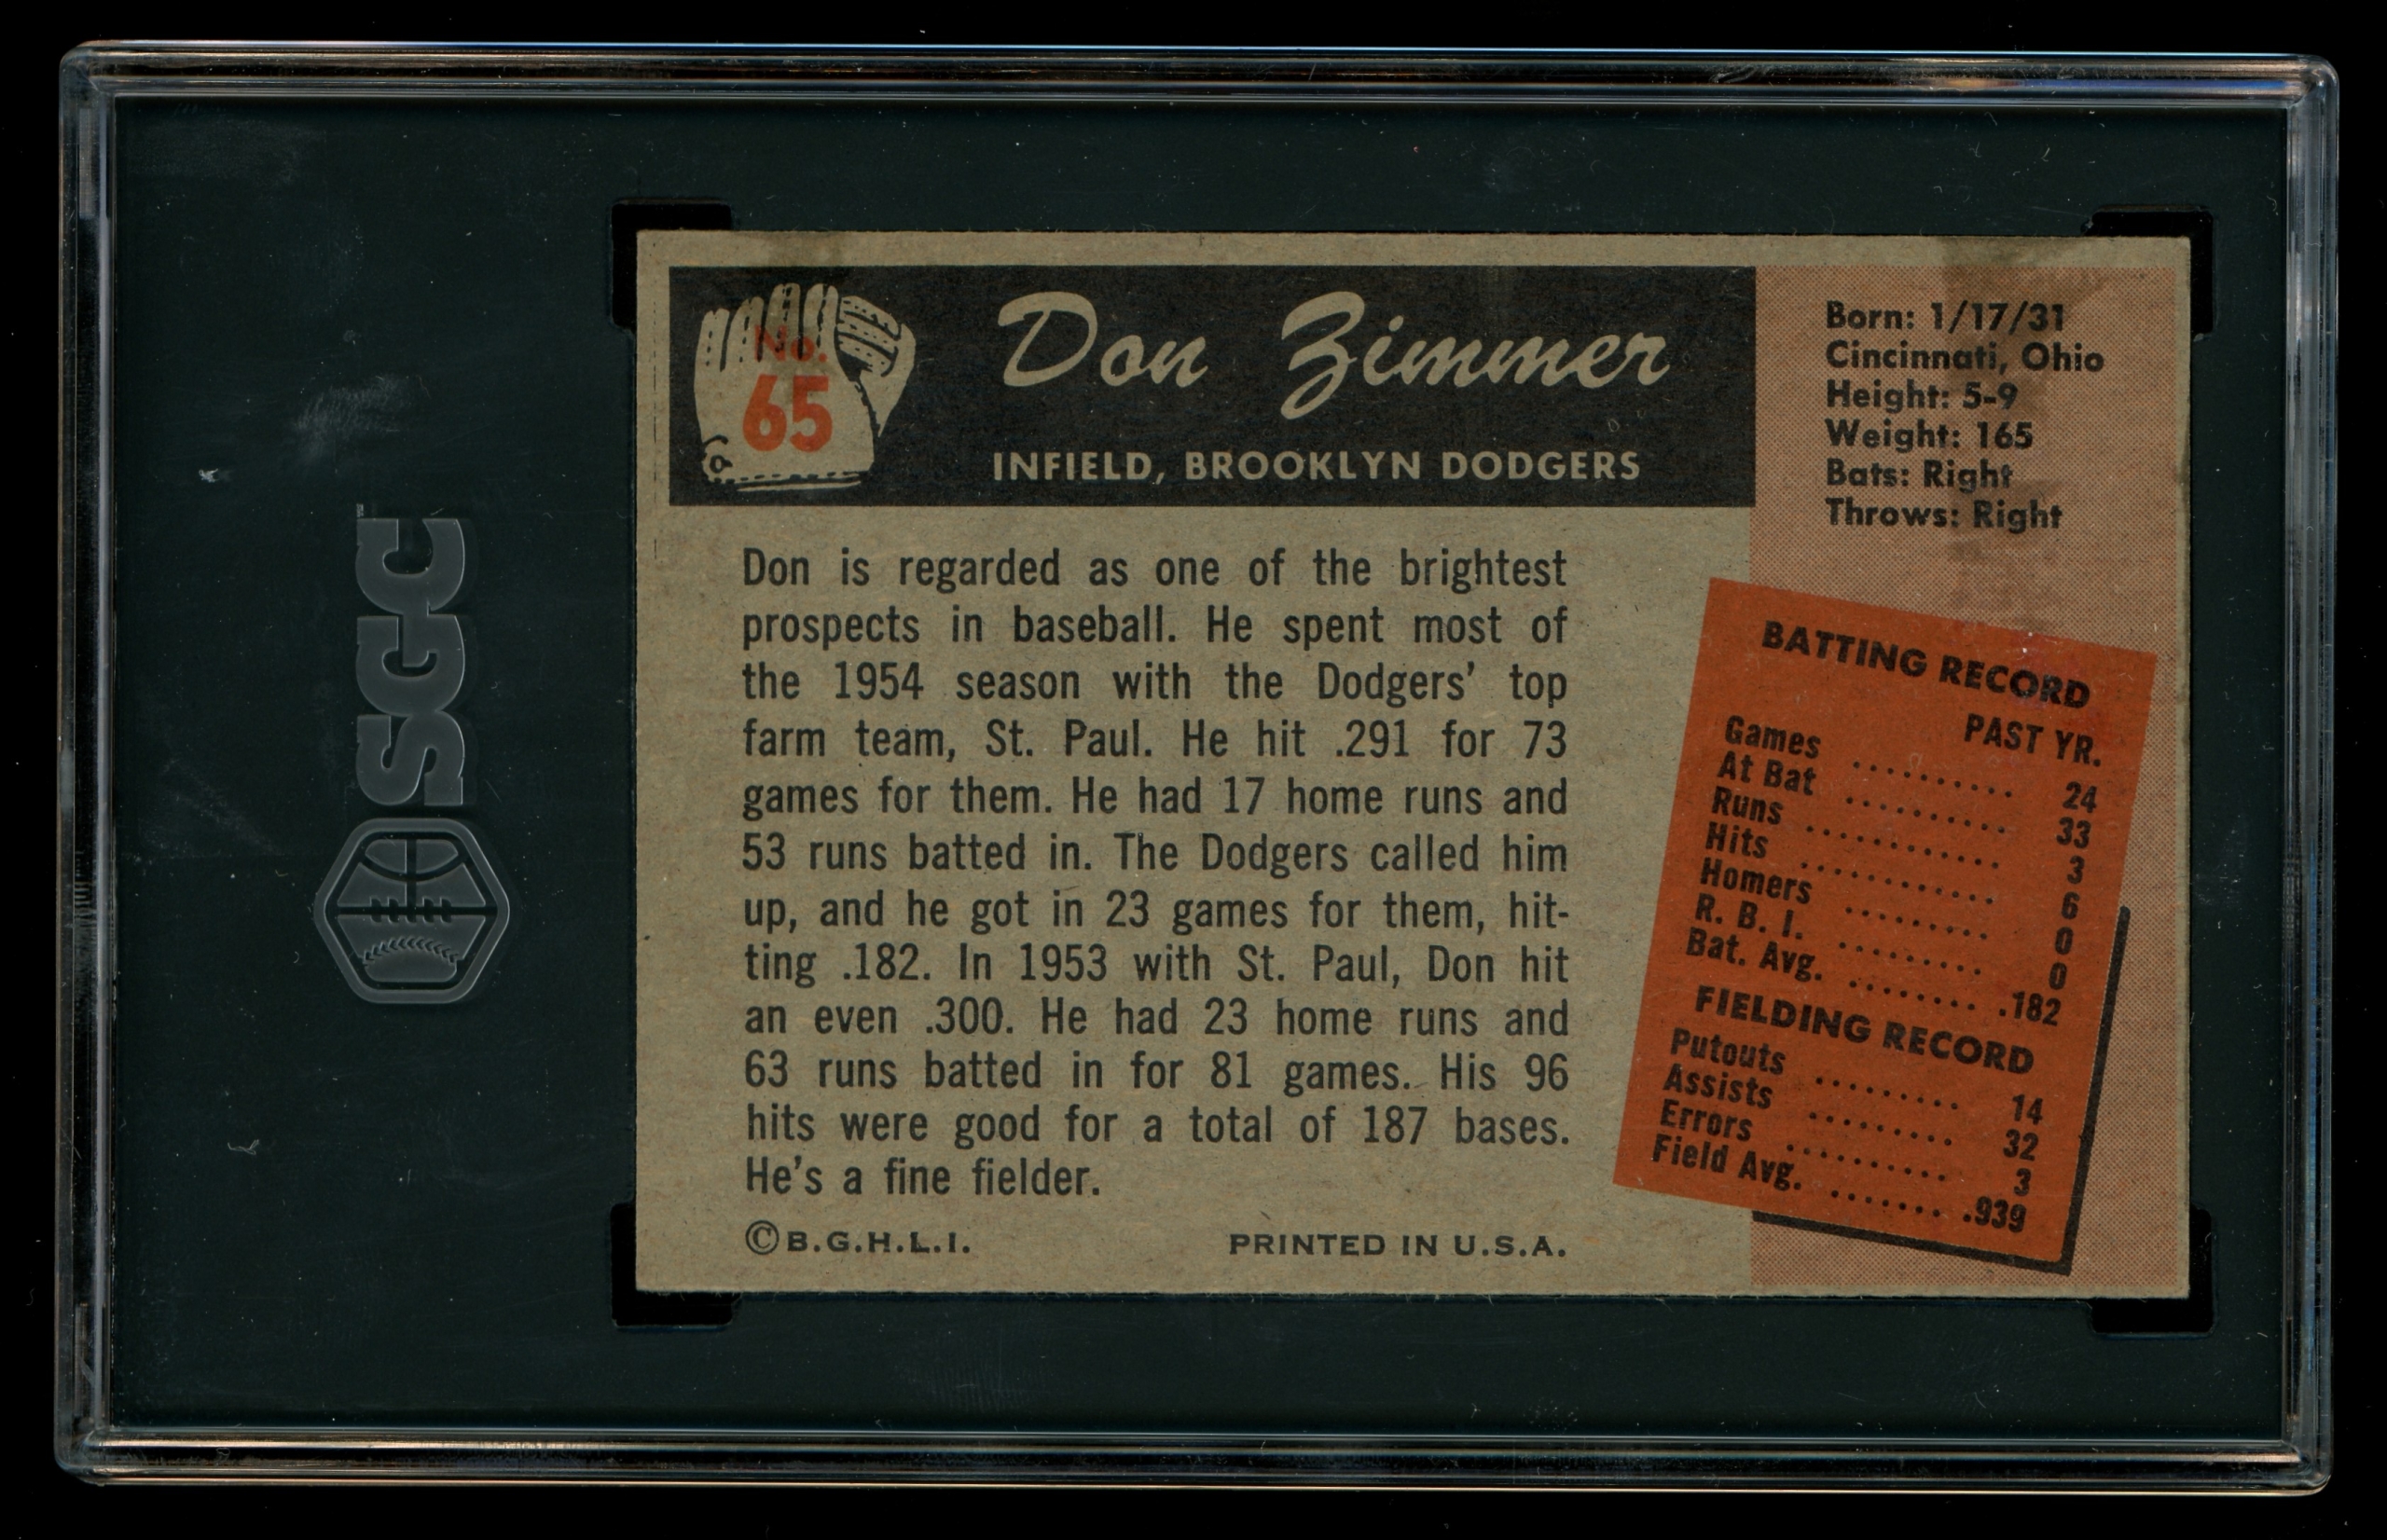 SGC
No.
65
Don Zimmer
INFIELD, BROOKLYN DODGERS
Born: 1/17/31
Cincinnati, Ohio
Height: 5-9
Weight: 165
Bats: Right
Throws: Right
Don is regarded as one of the brightest
prospects in baseball. He spent most of
the 1954 season with the Dodgers' top
farm team, St. Paul. He hit .291 for 73
games for them. He had 17 home runs and
53 runs batted in. The Dodgers called him
up, and he got in 23 games for them, hit-
ting .182. In 1953 with St. Paul, Don hit
an even .300. He had 23 home runs and
63 runs batted in for 81 games. His 96
hits were good for a total of 187 bases.
He's a fine fielder.
©B.G.H.L.I. PRINTED IN U.S.A.
BATTING RECORD
PAST YR.
Games .......... 24
At Bat .......... 33
Runs ............ 3
Hits ............ 6
Homers ......... 0
R. B. I. ......... 0
Bat. Avg. ........ .182
FIELDING RECORD
Putouts ......... 14
Assists ......... 32
Errors .......... 3
Field Avg. ....... .939